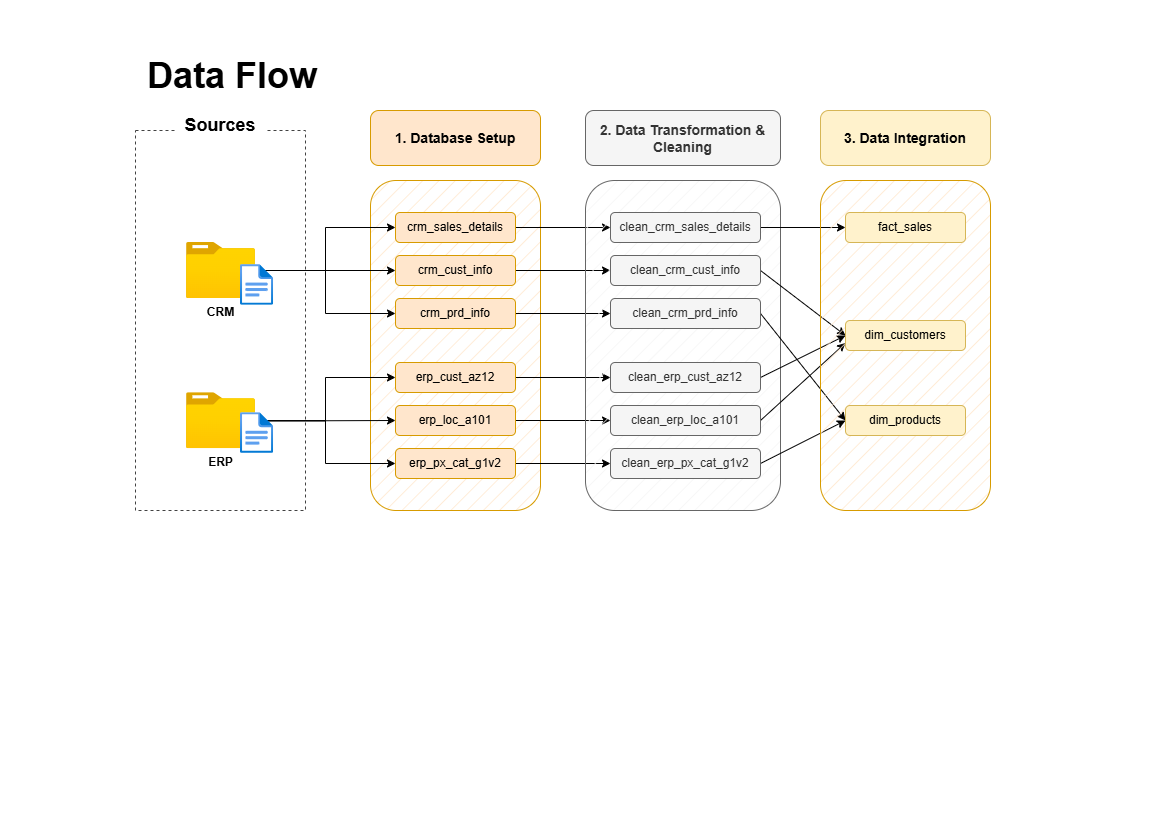 Data Flow
Sources
1. Database Setup
2. Data Transformation &
Cleaning
3. Data Integration
crm_sales_details
clean_crm_sales_details
fact_sales
crm_cust_info
clean_crm_cust_info
CRM
crm_prd_info
clean_crm_prd_info
dim_customers
erp_cust_az12
clean_erp_cust_az12
erp_loc_a101
clean_erp_loc_a101
dim_products
ERP
erp_px_cat_g1v2
clean_erp_px_cat_g1v2